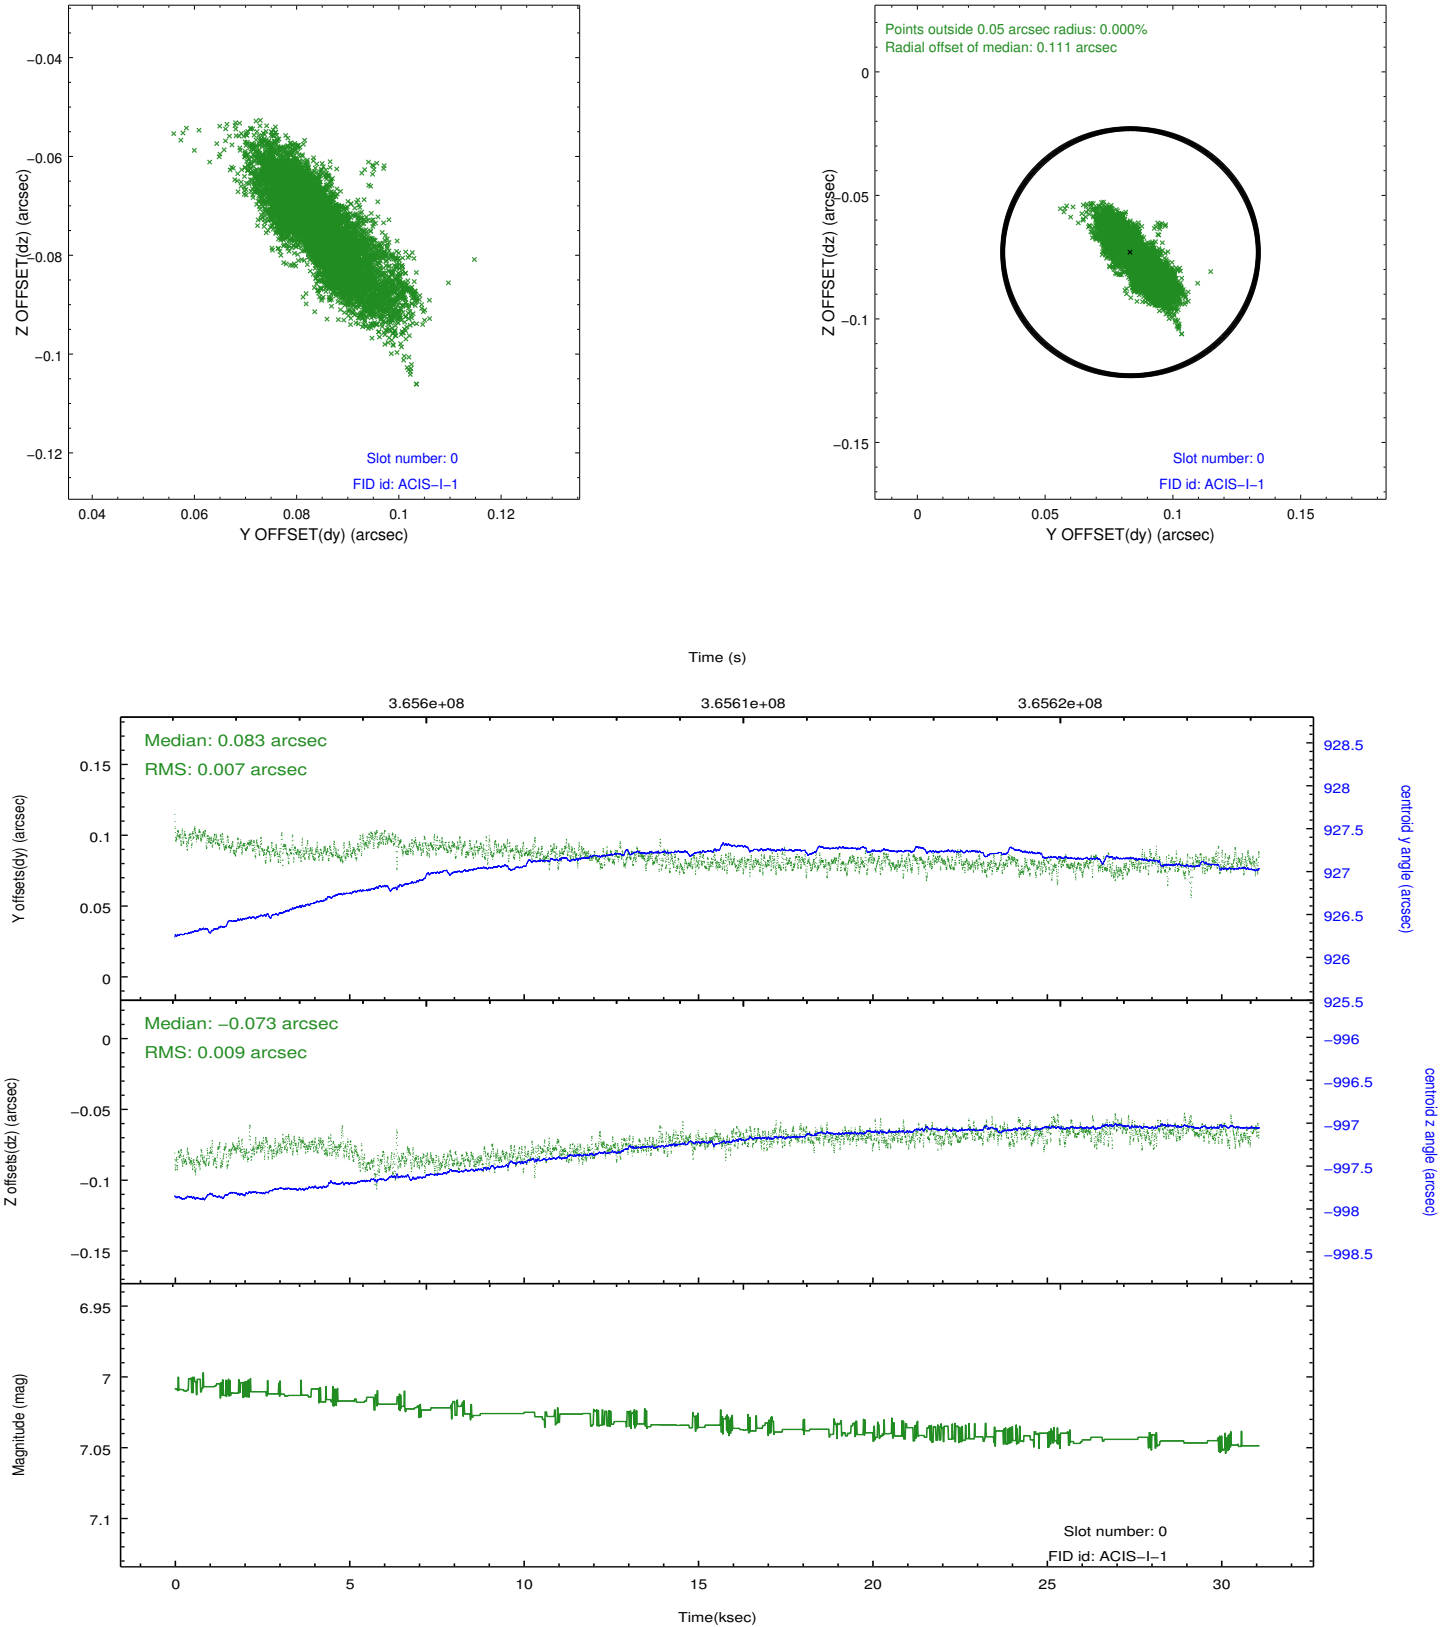 −0.04
−0.06
−0.08
−0.1
−0.12
Z OFFSET(dz) (arcsec)
Slot number: 0
FID id: ACIS−I−1
0.04 0.06 0.08 0.1 0.12
Y OFFSET(dy) (arcsec)
Points outside 0.05 arcsec radius: 0.000%
Radial offset of median: 0.111 arcsec
0
−0.05
−0.1
−0.15
Z OFFSET(dz) (arcsec)
Slot number: 0
FID id: ACIS−I−1
0 0.05 0.1 0.15
Y OFFSET(dy) (arcsec)
Time (s)
3.656e+08 3.6561e+08 3.6562e+08
Median: 0.083 arcsec
RMS: 0.007 arcsec
0.15
0.1
0.05
0
Y offsets(dy) (arcsec)
928.5
928
927.5
927
926.5
926
925.5
centroid y angle (arcsec)
Median: −0.073 arcsec
RMS: 0.009 arcsec
0
−0.05
−0.1
−0.15
Z offsets(dz) (arcsec)
−996
−996.5
−997
−997.5
−998
−998.5
centroid z angle (arcsec)
6.95
7
7.05
7.1
Magnitude (mag)
Slot number: 0
FID id: ACIS−I−1
0 5 10 15 20 25 30
Time(ksec)